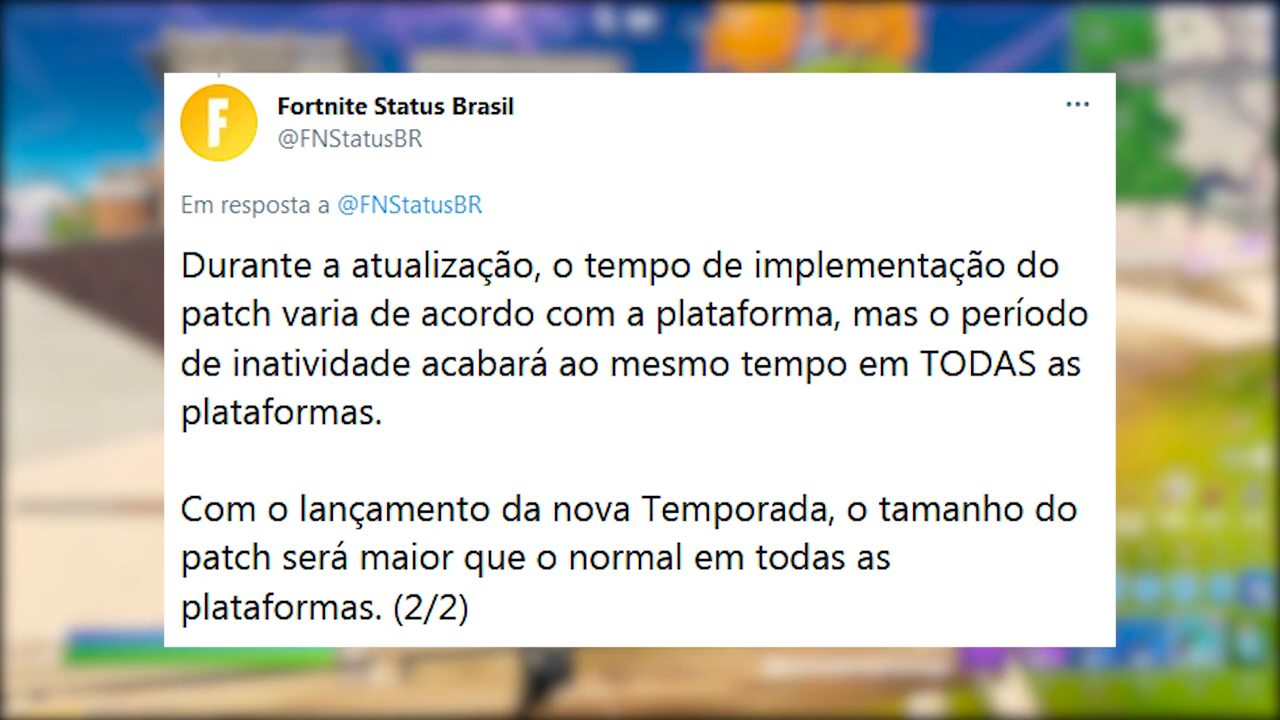 Fortnite Status Brasil
@FNStatusBR
Em resposta a @FNStatusBR
Durante a atualização, o tempo de implementação do
patch varia de acordo com a plataforma, mas o período
de inatividade acabará ao mesmo tempo em TODAS as
plataformas.
Com o lançamento da nova Temporada, o tamanho do
patch será maior que o normal em todas as
plataformas. (2/2)